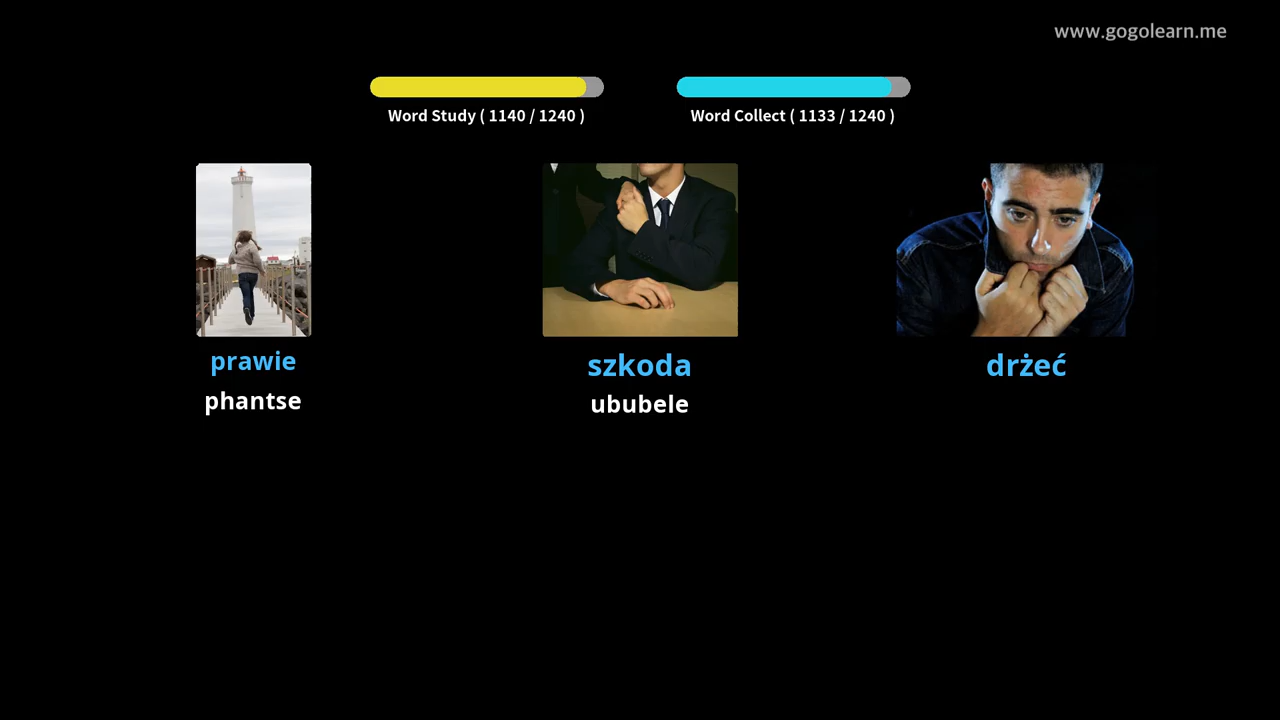 www.gogolearn.me
Word Study ( 1140 / 1240 )
Word Collect ( 1133 / 1240 )
prawie
szkoda
drżeć
phantse
ububele